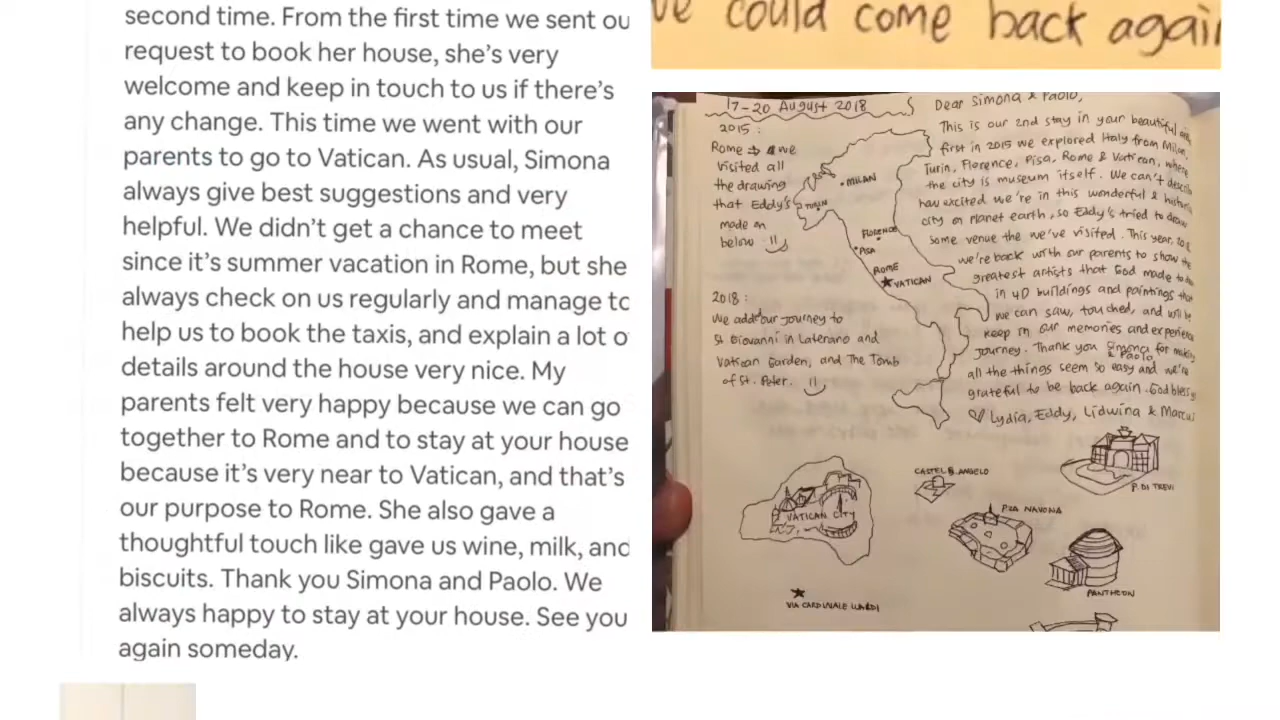 second time. From the first time we sent ou
request to book her house, she's very
welcome and keep in touch to us if there's
any change. This time we went with our
parents to go to Vatican. As usual, Simona
always give best suggestions and very
helpful. We didn't get a chance to meet
since it's summer vacation in Rome, but she
always check on us regularly and manage to
help us to book the taxis, and explain a lot o
details around the house very nice. My
parents felt very happy because we can go
together to Rome and to stay at your house
because it's very near to Vatican, and that's
our purpose to Rome. She also gave a
thoughtful touch like gave us wine, milk, and
biscuits. Thank you Simona and Paolo. We
always happy to stay at your house. See you
again someday.
we could come back again
17-20 August 2018
2015 :
Rome → we
visited all
the drawing
that Eddy's
made on
below
2018 :
We add our journey to
St Giovanni in Laterano and
Vatican Garden, and The Tomb
of St. Peter.
MILAN
TURIN
FLORENCE
PISA
ROME
VATICAN
Dear Simona & Paolo,
This is our 2nd stay in your beautiful
first in 2015 we explored Italy from Milan,
Turin, Florence, Pisa, Rome & Vatican, where
the city is museum itself. We can't describe
how excited we're in this wonderful & historic
city on planet earth, so Eddy's tried to draw
some venue the we've visited. This year,
we're back with our parents to show the
greatest artists that God made to
in 4D buildings and paintings that
we can saw, touched, and will be
keep in our memories and experience
journey. Thank you Simona & Paolo for making
all the things seem so easy and we're
grateful to be back again. God bless
Lydia, Eddy, Lidwina & Marcus
VATICAN CITY
CASTEL S. ANGELO
P. DI TREVI
PZA NAVONA
PANTHEON
VIA CARDINALE